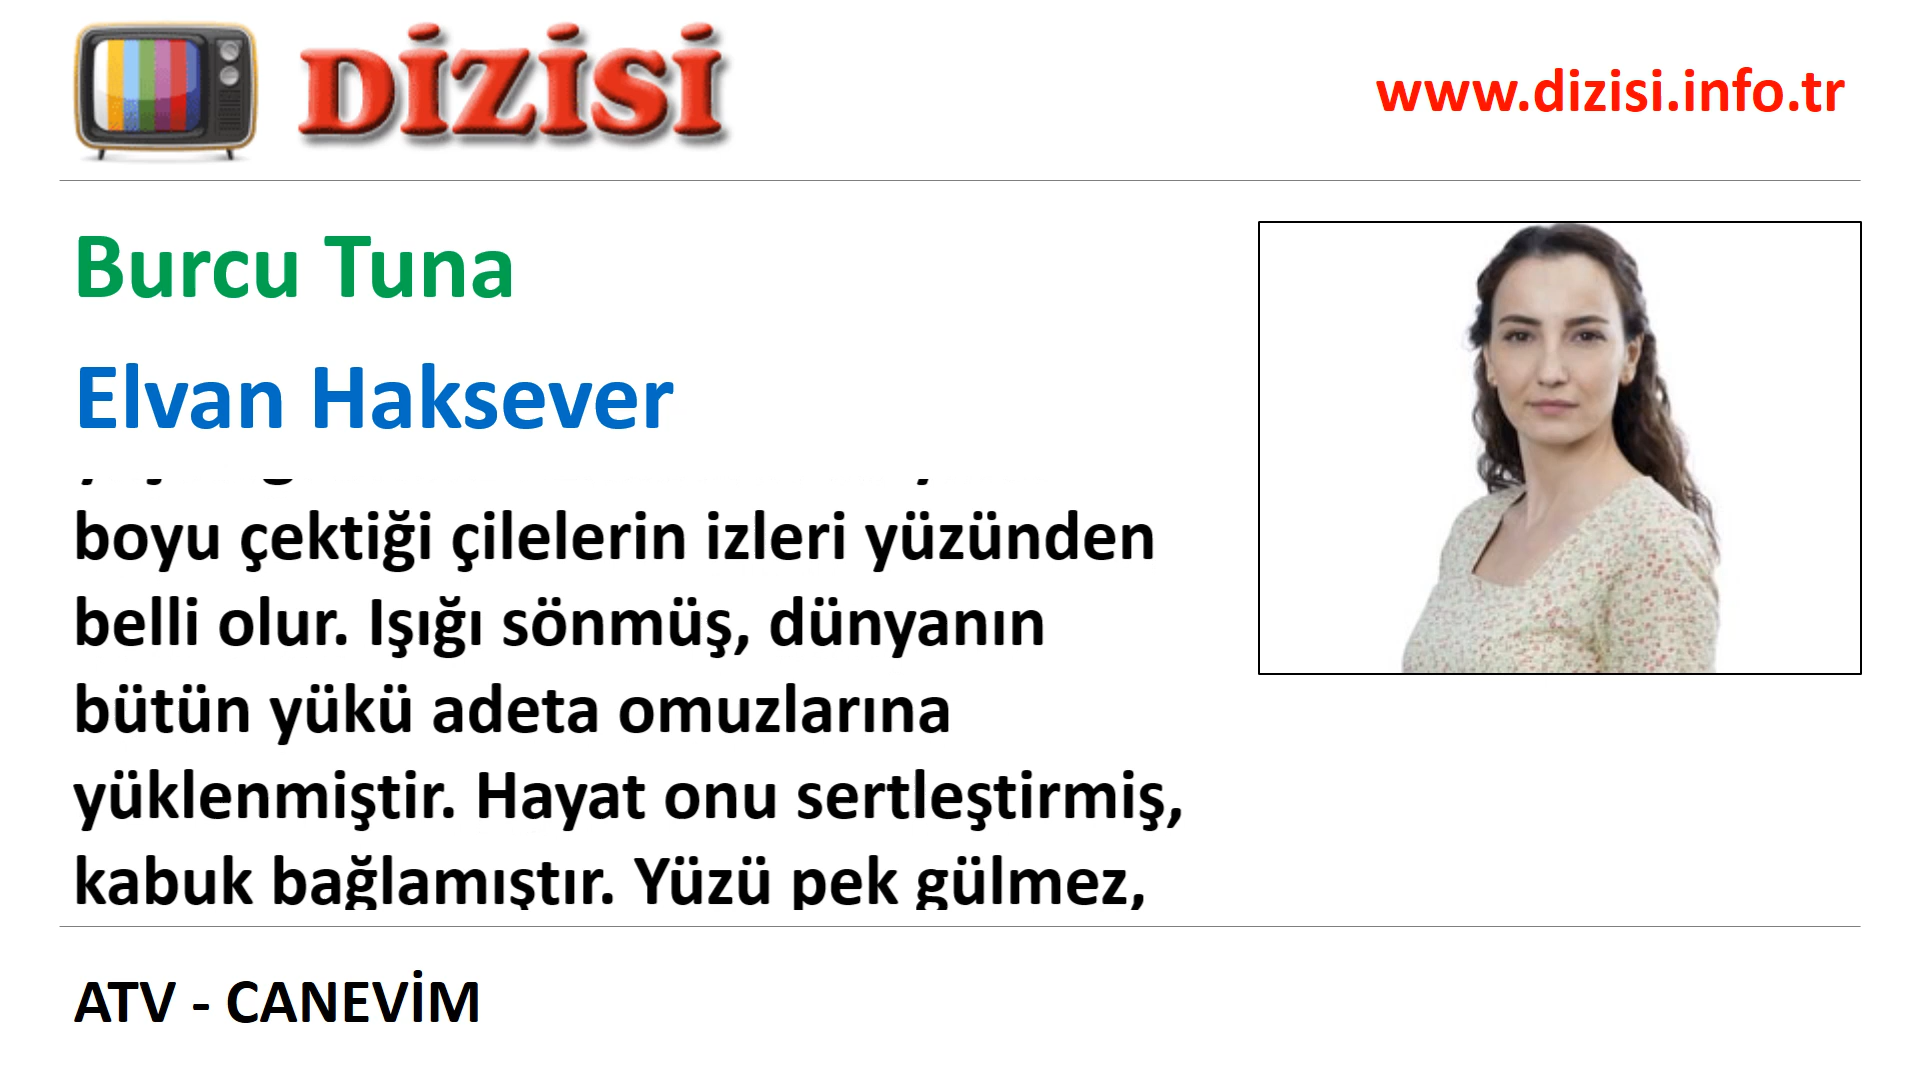 DİZİSİ
www.dizisi.info.tr
Burcu Tuna
Elvan Haksever
boyu çektiği çilelerin izleri yüzünden
belli olur. Işığı sönmüş, dünyanın
bütün yükü adeta omuzlarına
yüklenmiştir. Hayat onu sertleştirmiş,
kabuk bağlamıştır. Yüzü pek gülmez,
ATV - CANEVİM